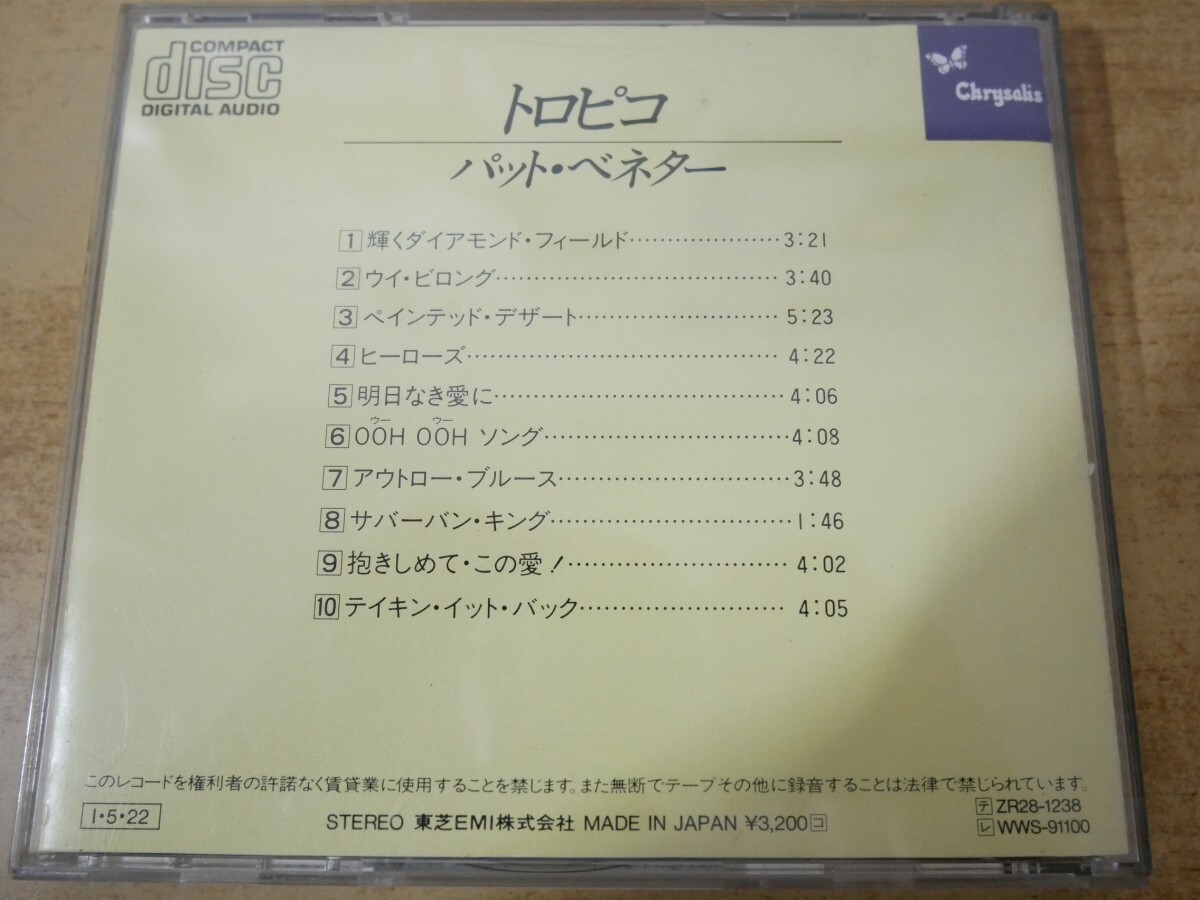 COMPACT
disc
DIGITAL AUDIO
Chrysalis
トロピコ
パット・ベネター
1 輝くダイアモンド・フィールド…………………3:21
2 ウイ・ビロング………………………………3:40
3 ペインテッド・デザート……………………5:23
4 ヒーローズ…………………………………4:22
5 明日なき愛に………………………………4:06
ウー ウー
6 OOH OOH ソング…………………………4:08
7 アウトロー・ブルース………………………3:48
8 サバーバン・キング…………………………1:46
9 抱きしめて・この愛!………………………4:02
10 テイキン・イット・バック……………………4:05
このレコードを権利者の許諾なく賃貸業に使用することを禁じます。また無断でテープその他に録音することは法律で禁じられています。
I・5・22
STEREO 東芝EMI株式会社 MADE IN JAPAN ¥3,200 コ
テ ZR28-1238
レ WWS-91100